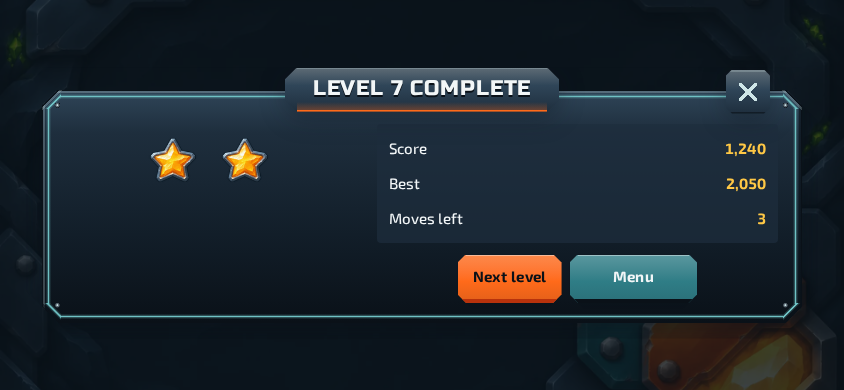 LEVEL 7 COMPLETE
Score 1,240
Best 2,050
Moves left 3
Next level Menu